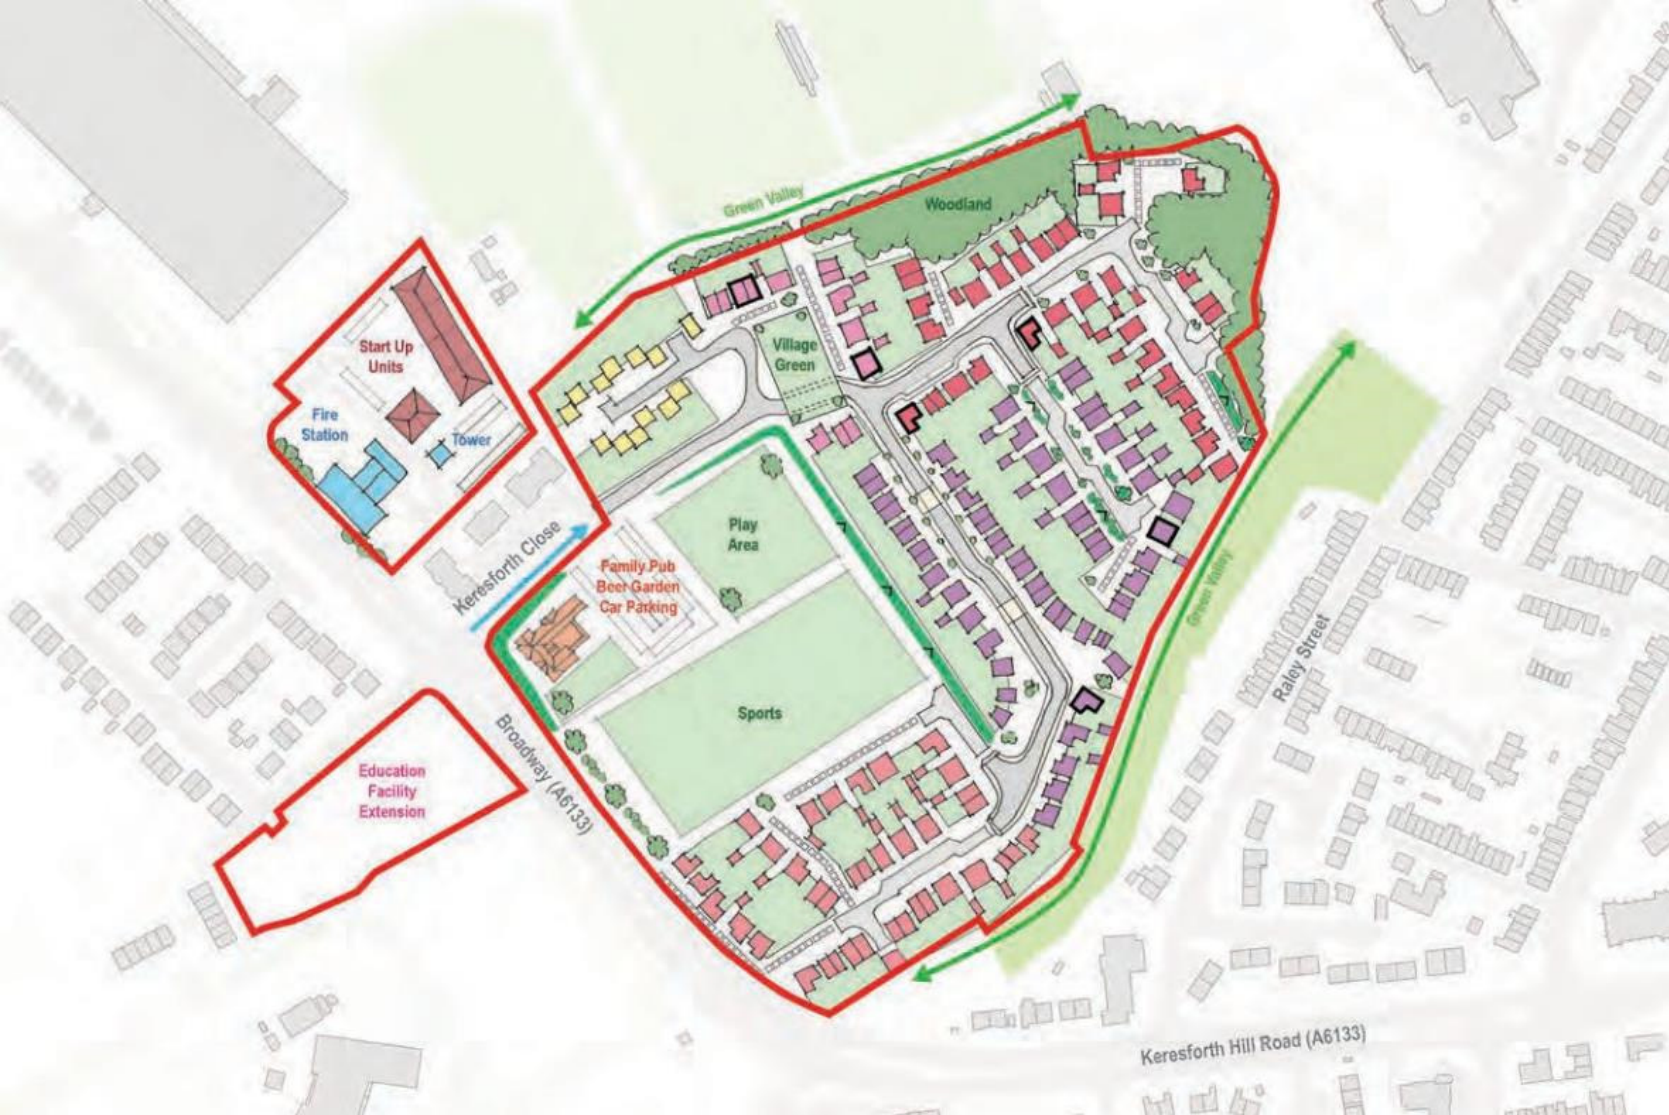 Green Valley
Woodland
Start Up
Units
Village
Green
Fire
Station
Tower
Play
Area
Keresforth Close
Family Pub
Beer Garden
Car Parking
Green Valley
Raley Street
Sports
Broadway (A6133)
Education
Facility
Extension
Keresforth Hill Road (A6133)